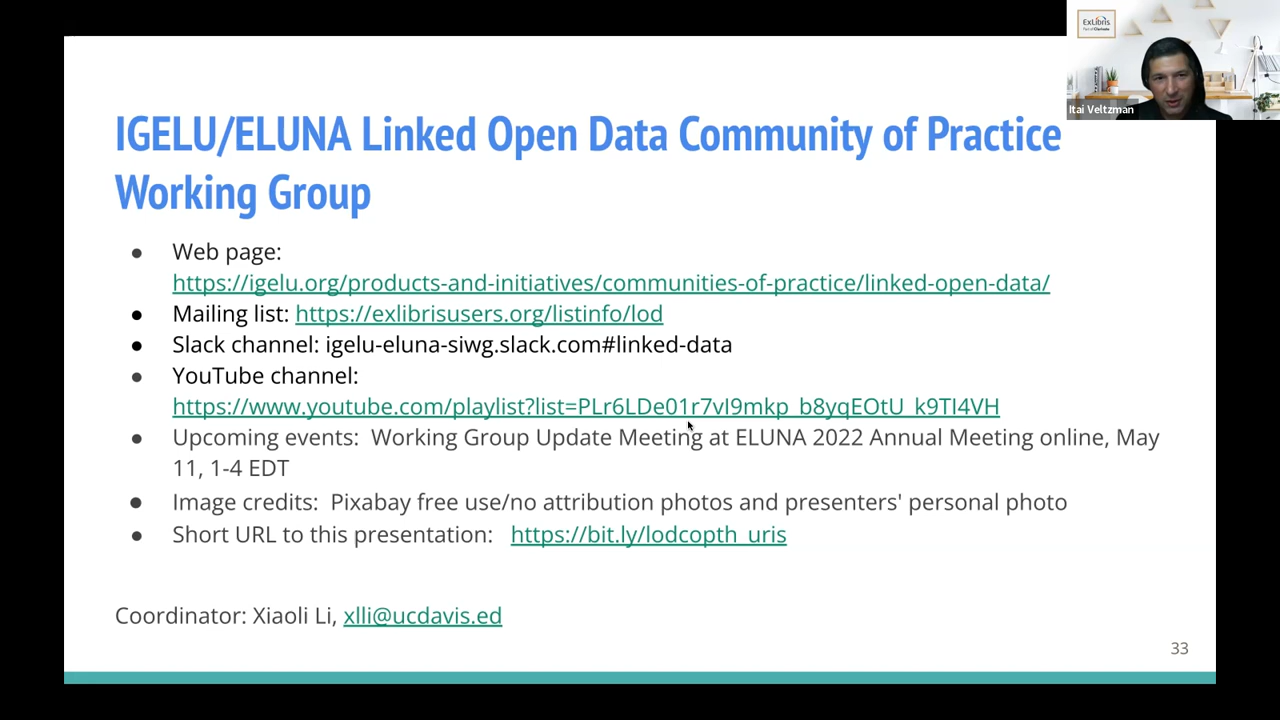 ExLibris
Part of Clarivate
Itai Veltzman
IGELU/ELUNA Linked Open Data Community of Practice
Working Group
● Web page:
https://igelu.org/products-and-initiatives/communities-of-practice/linked-open-data/
● Mailing list: https://exlibrisusers.org/listinfo/lod
● Slack channel: igelu-eluna-siwg.slack.com#linked-data
● YouTube channel:
https://www.youtube.com/playlist?list=PLr6LDe01r7vI9mkp_b8yqEOtU_k9TI4VH
● Upcoming events: Working Group Update Meeting at ELUNA 2022 Annual Meeting online, May
11, 1-4 EDT
● Image credits: Pixabay free use/no attribution photos and presenters' personal photo
● Short URL to this presentation: https://bit.ly/lodcopth_uris
Coordinator: Xiaoli Li, xlli@ucdavis.ed
33